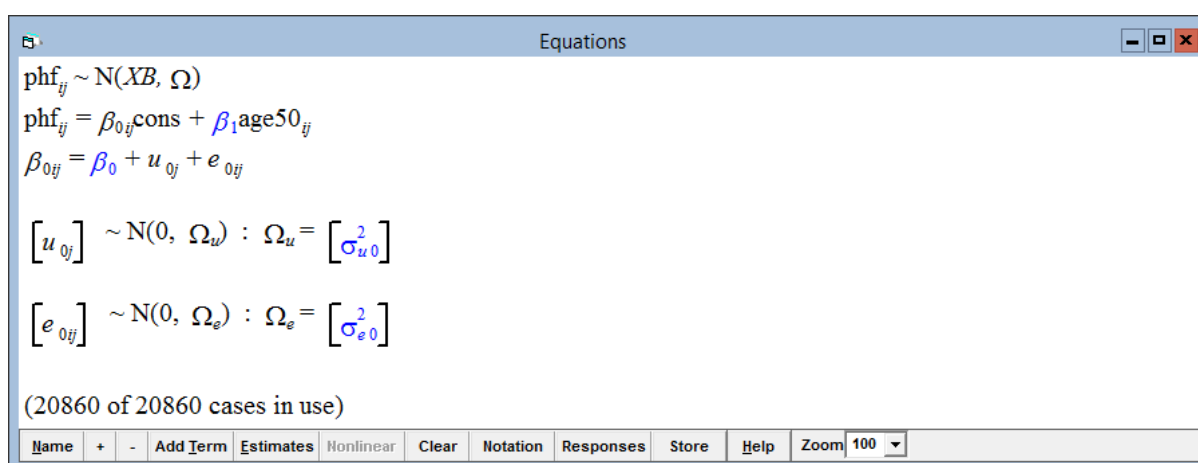 Equations
phf_ij ~ N(XB, Ω)
phf_ij = β_0ij cons + β_1 age50_ij
β_0ij = β_0 + u_0j + e_0ij
[u_0j] ~ N(0, Ω_u) : Ω_u = [σ²_u0]
[e_0ij] ~ N(0, Ω_e) : Ω_e = [σ²_e0]
(20860 of 20860 cases in use)
Name + - Add Term Estimates Nonlinear Clear Notation Responses Store Help Zoom 100